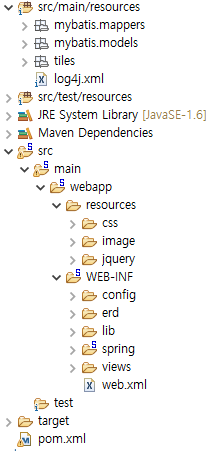 src/main/resources
mybatis.mappers
mybatis.models
tiles
log4j.xml
src/test/resources
JRE System Library [JavaSE-1.6]
Maven Dependencies
src
main
webapp
resources
css
image
jquery
WEB-INF
config
erd
lib
spring
views
web.xml
test
target
pom.xml